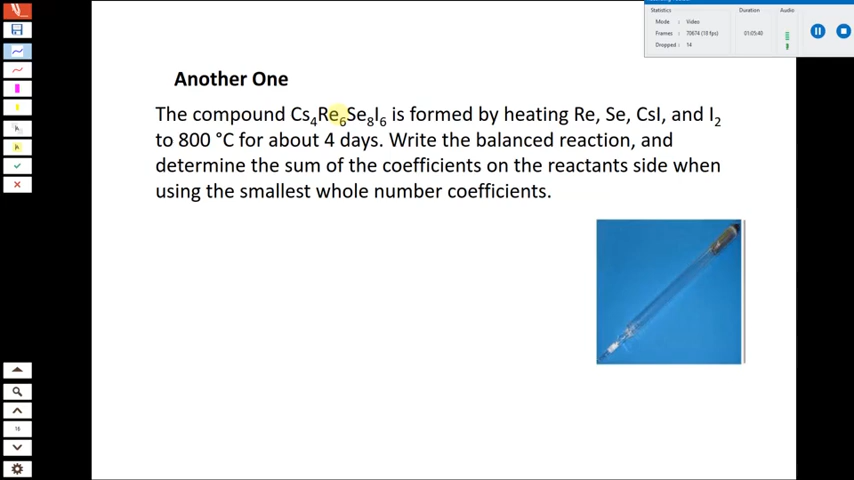 Statistics
Duration
Audio
Mode : Video
Frames : 70674 (18 fps)
01:05:40
Dropped : 14
Another One
The compound Cs₄Re₆Se₈I₆ is formed by heating Re, Se, CsI, and I₂
to 800 °C for about 4 days. Write the balanced reaction, and
determine the sum of the coefficients on the reactants side when
using the smallest whole number coefficients.
16